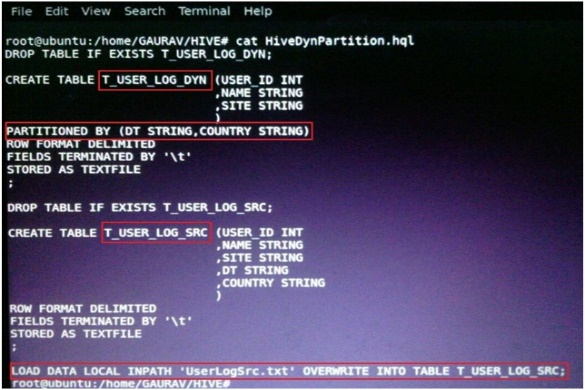 File Edit View Search Terminal Help
root@ubuntu:/home/GAURAV/HIVE# cat HiveDynPartition.hql
DROP TABLE IF EXISTS T_USER_LOG_DYN;
CREATE TABLE T_USER_LOG_DYN (USER_ID INT
,NAME STRING
,SITE STRING
)
PARTITIONED BY (DT STRING,COUNTRY STRING)
ROW FORMAT DELIMITED
FIELDS TERMINATED BY '\t'
STORED AS TEXTFILE
;
DROP TABLE IF EXISTS T_USER_LOG_SRC;
CREATE TABLE T_USER_LOG_SRC (USER_ID INT
,NAME STRING
,SITE STRING
,DT STRING
,COUNTRY STRING
)
ROW FORMAT DELIMITED
FIELDS TERMINATED BY '\t'
STORED AS TEXTFILE
;
LOAD DATA LOCAL INPATH 'UserLogSrc.txt' OVERWRITE INTO TABLE T_USER_LOG_SRC;
root@ubuntu:/home/GAURAV/HIVE#